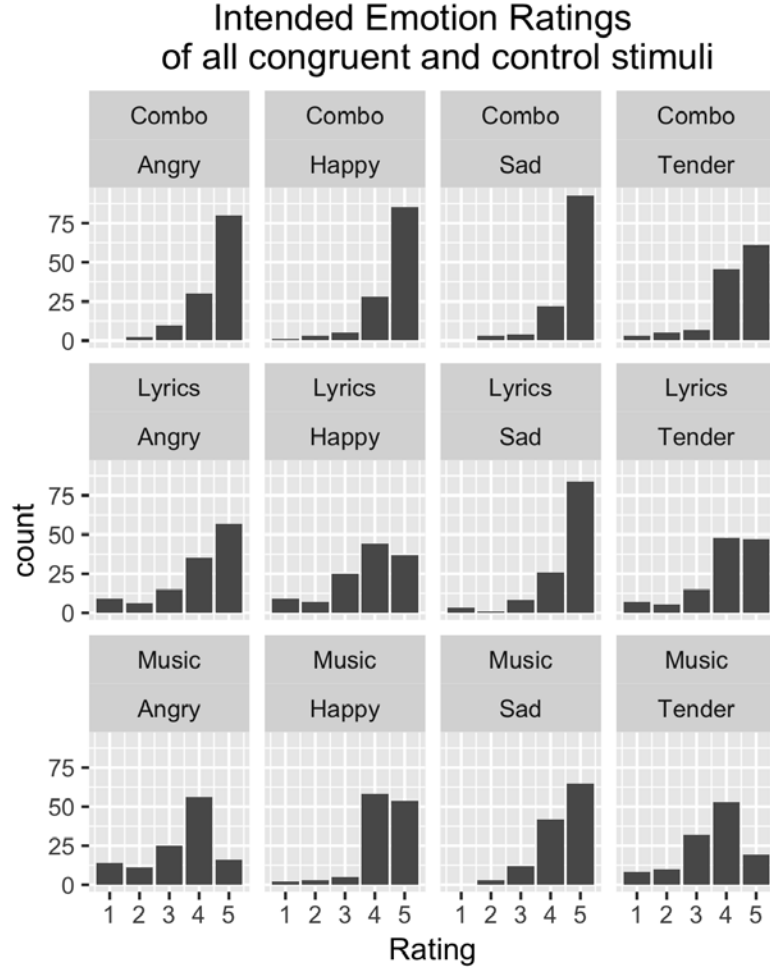 Intended Emotion Ratings
of all congruent and control stimuli
Combo Combo Combo Combo
Angry Happy Sad Tender
75
50
25
0
Lyrics Lyrics Lyrics Lyrics
Angry Happy Sad Tender
75
50
25
0
count
Music Music Music Music
Angry Happy Sad Tender
75
50
25
0
1 2 3 4 5 1 2 3 4 5 1 2 3 4 5 1 2 3 4 5
Rating